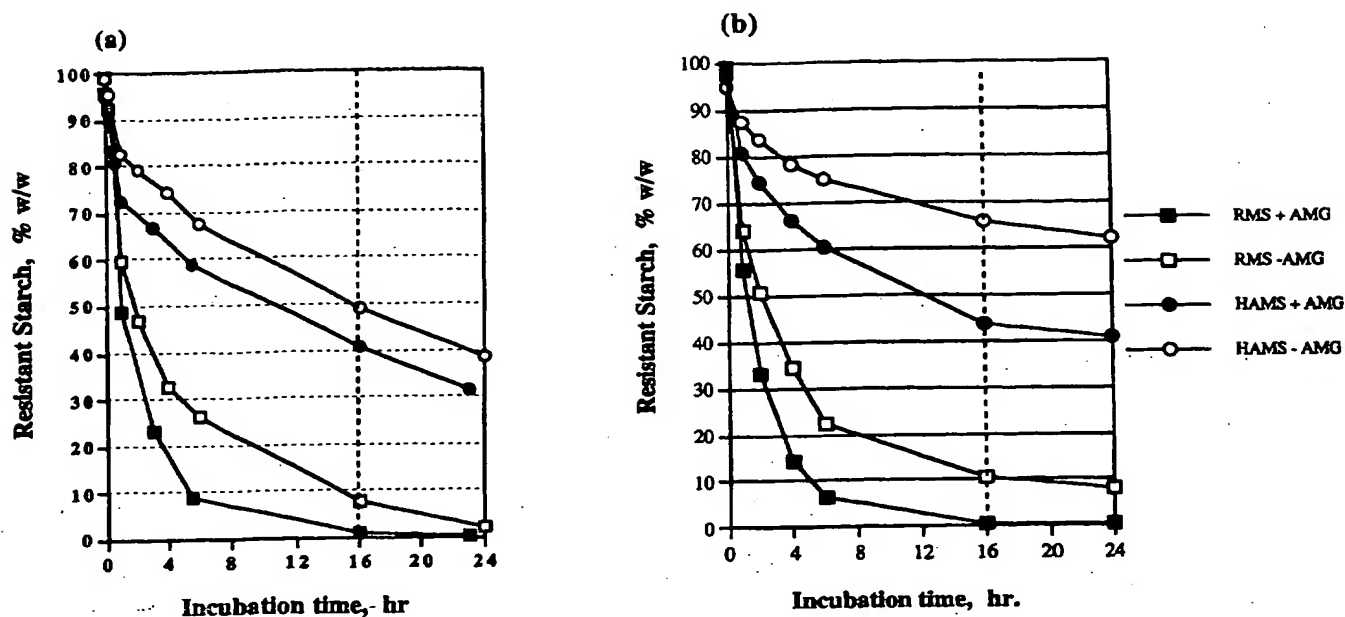 (a)
100
90
80
70
60
50
40
30
20
10
0
0 4 8 12 16 20 24
Resistant Starch, % w/w
Incubation time, hr
(b)
100
90
80
70
60
50
40
30
20
10
0
0 4 8 12 16 20 24
Resistant Starch, % w/w
Incubation time, hr.
RMS + AMG
RMS -AMG
HAMS + AMG
HAMS - AMG